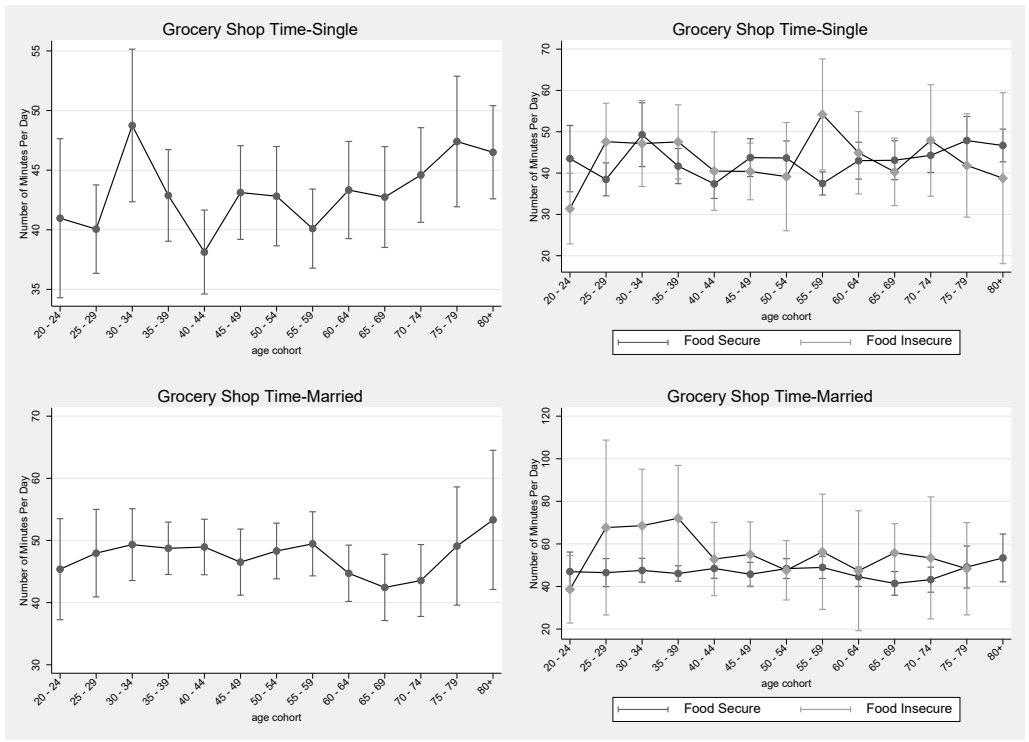 Grocery Shop Time-Single
Number of Minutes Per Day
55
50
45
40
35
20 - 24
25 - 29
30 - 34
35 - 39
40 - 44
45 - 49
50 - 54
55 - 59
60 - 64
65 - 69
70 - 74
75 - 79
80+
age cohort
Grocery Shop Time-Single
Number of Minutes Per Day
70
60
50
40
30
20
20 - 24
25 - 29
30 - 34
35 - 39
40 - 44
45 - 49
50 - 54
55 - 59
60 - 64
65 - 69
70 - 74
75 - 79
80+
age cohort
Food Secure Food Insecure
Grocery Shop Time-Married
Number of Minutes Per Day
70
60
50
40
30
20 - 24
25 - 29
30 - 34
35 - 39
40 - 44
45 - 49
50 - 54
55 - 59
60 - 64
65 - 69
70 - 74
75 - 79
80+
age cohort
Grocery Shop Time-Married
Number of Minutes Per Day
120
100
80
60
40
20
20 - 24
25 - 29
30 - 34
35 - 39
40 - 44
45 - 49
50 - 54
55 - 59
60 - 64
65 - 69
70 - 74
75 - 79
80+
age cohort
Food Secure Food Insecure